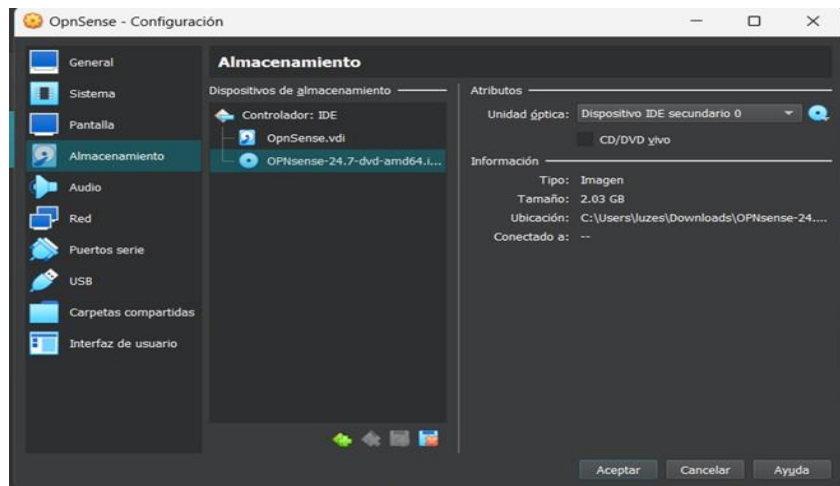 OpnSense - Configuración
General
Sistema
Pantalla
Almacenamiento
Audio
Red
Puertos serie
USB
Carpetas compartidas
Interfaz de usuario
Almacenamiento
Dispositivos de almacenamiento
Controlador: IDE
OpnSense.vdi
OPNsense-24.7-dvd-amd64.i...
Atributos
Unidad óptica: Dispositivo IDE secundario 0
CD/DVD vivo
Información
Tipo: Imagen
Tamaño: 2.03 GB
Ubicación: C:\Users\luzes\Downloads\OPNsense-24....
Conectado a: --
Aceptar Cancelar Ayuda